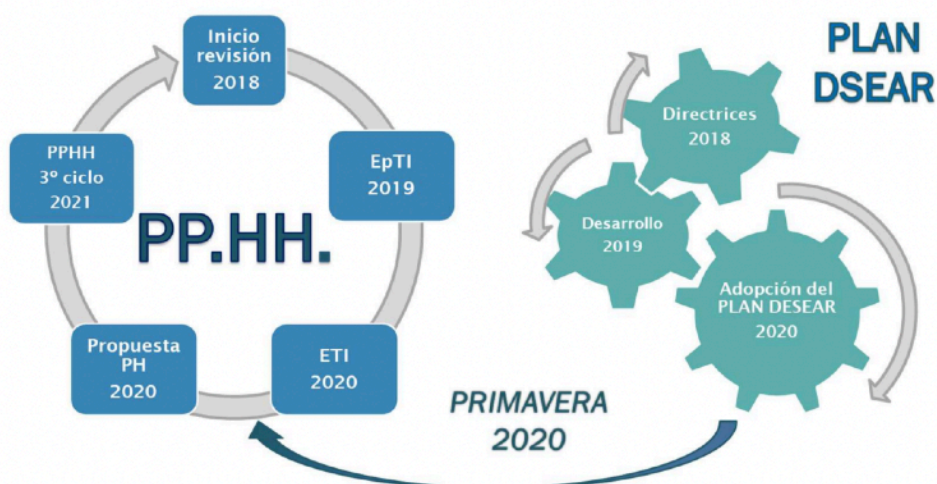 Inicio
revisión
2018
EpTI
2019
ETI
2020
Propuesta
PH
2020
PPHH
3º ciclo
2021
PP.HH.
PLAN
DSEAR
Directrices
2018
Desarrollo
2019
Adopción del
PLAN DESEAR
2020
PRIMAVERA
2020